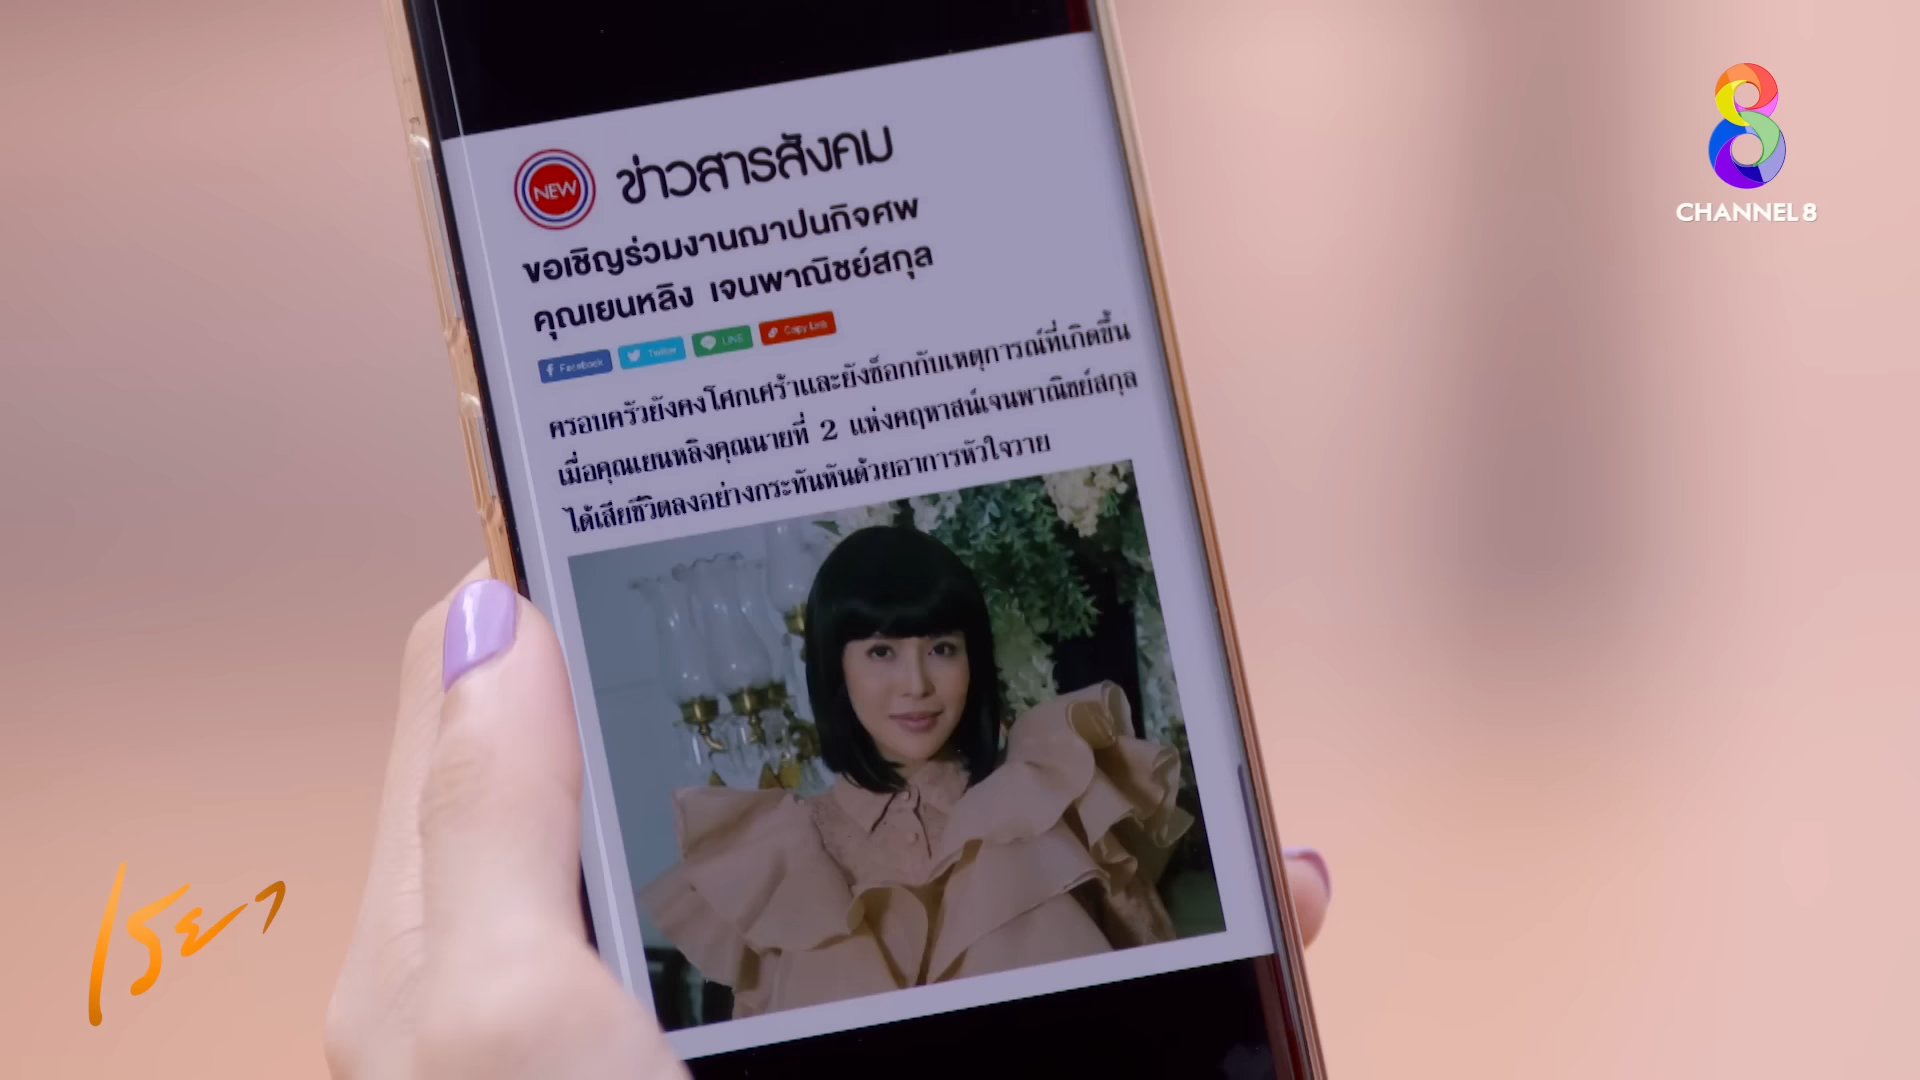 NEW
ข่าวสารสังคม
ขอเชิญร่วมงานฌาปนกิจศพ
คุณเยนหลิง เจนพาณิชย์สกุล
Facebook Twitter LINE Copy Link
ครอบครัวยังคงโศกเศร้าและยังช็อกกับเหตุการณ์ที่เกิดขึ้น
เมื่อคุณเยนหลิงคุณนายที่ 2 แห่งคฤหาสน์เจนพาณิชย์สกุล
ได้เสียชีวิตลงอย่างกระทันหันด้วยอาการหัวใจวาย
8
CHANNEL 8
เรยา